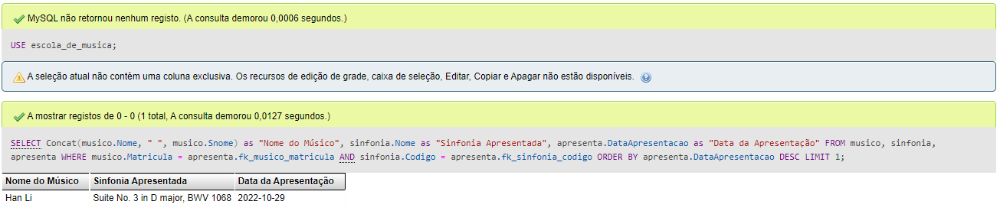 MySQL não retornou nenhum registo. (A consulta demorou 0,0006 segundos.)
USE escola_de_musica;
A seleção atual não contém uma coluna exclusiva. Os recursos de edição de grade, caixa de seleção, Editar, Copiar e Apagar não estão disponíveis.
A mostrar registos de 0 - 0 (1 total, A consulta demorou 0,0127 segundos.)
SELECT Concat(musico.Nome, " ", musico.Snome) as "Nome do Músico", sinfonia.Nome as "Sinfonia Apresentada", apresenta.DataApresentacao as "Data da Apresentação" FROM musico, sinfonia,
apresenta WHERE musico.Matricula = apresenta.fk_musico_matricula AND sinfonia.Codigo = apresenta.fk_sinfonia_codigo ORDER BY apresenta.DataApresentacao DESC LIMIT 1;
Nome do Músico Sinfonia Apresentada Data da Apresentação
Han Li Suite No. 3 in D major, BWV 1068 2022-10-29